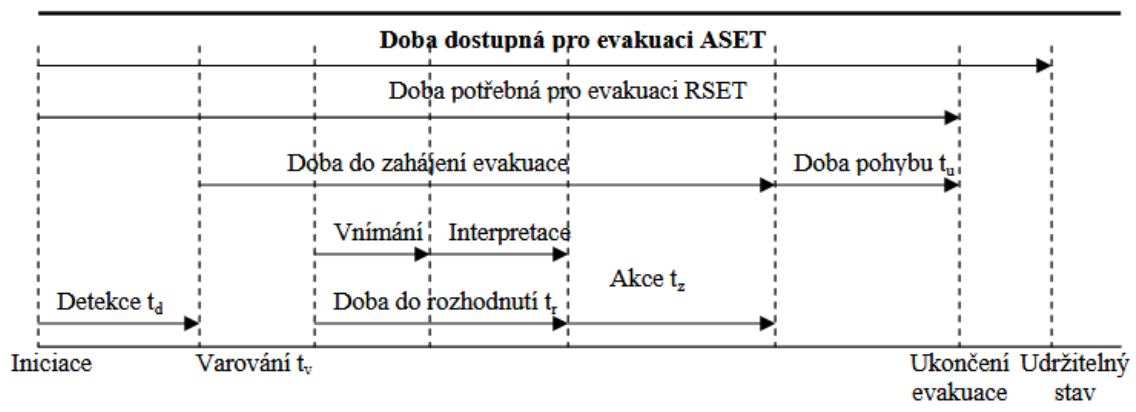 Doba dostupná pro evakuaci ASET
Doba potřebná pro evakuaci RSET
Doba do zahájení evakuace
Doba pohybu tu
Vnímání
Interpretace
Akce tz
Detekce td
Doba do rozhodnutí tr
Iniciace
Varování tv
Ukončení
evakuace
Udržitelný
stav